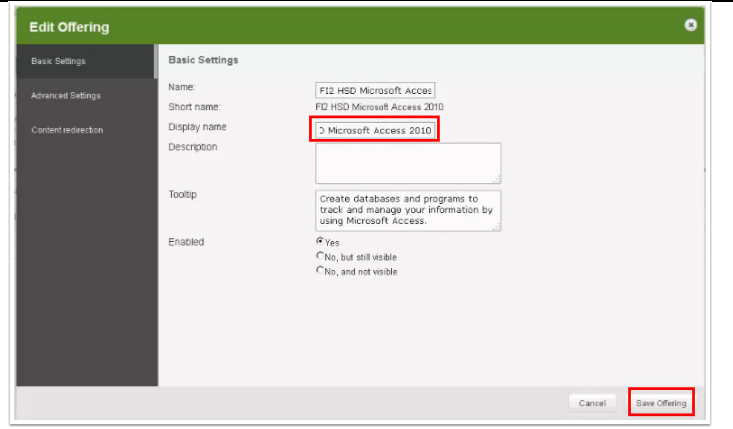 Edit Offering
Basic Settings
Advanced Settings
Content redirection
Basic Settings
Name:
FI2 HSD Microsoft Acces
Short name:
FI2 HSD Microsoft Access 2010
Display name
D Microsoft Access 2010
Description
Tooltip
Create databases and programs to
track and manage your information by
using Microsoft Access.
Enabled
Yes
No, but still visible
No, and not visible
Cancel
Save Offering